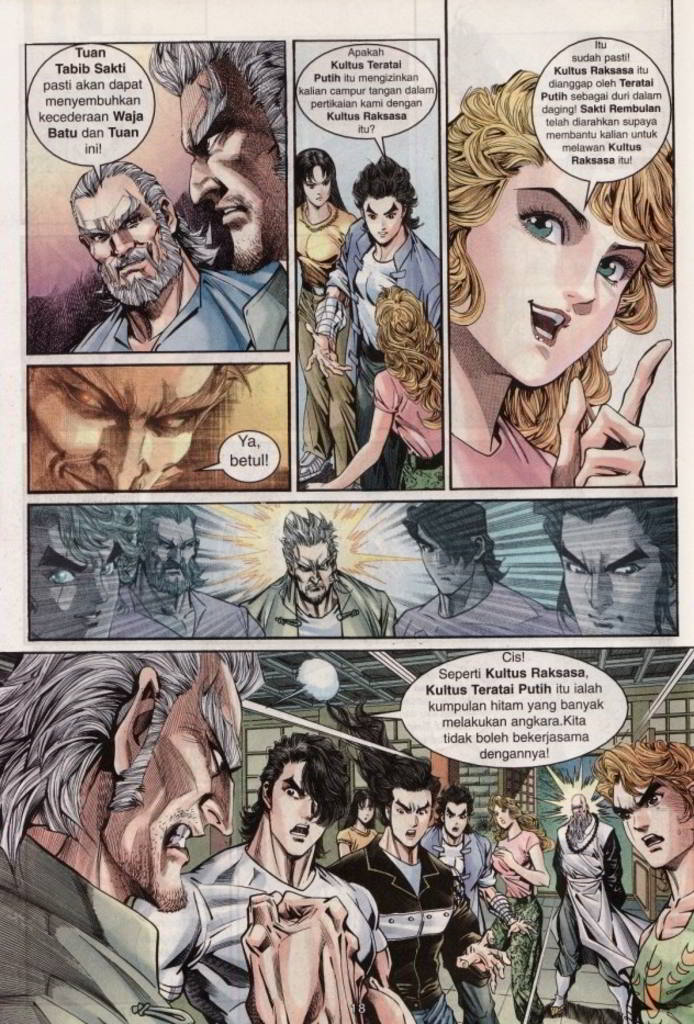 Tuan
Tabib Sakti
pasti akan dapat
menyembuhkan
kecederaan Waja
Batu dan Tuan
ini!
Apakah
Kultus Teratai
Putih itu mengizinkan
kalian campur tangan dalam
pertikaian kami dengan
Kultus Raksasa
itu?
Itu
sudah pasti!
Kultus Raksasa itu
dianggap oleh Teratai
Putih sebagai duri dalam
daging! Sakti Rembulan
telah diarahkan supaya
membantu kalian untuk
melawan Kultus
Raksasa itu!
Ya,
betul!
Cis!
Seperti Kultus Raksasa,
Kultus Teratai Putih itu ialah
kumpulan hitam yang banyak
melakukan angkara.Kita
tidak boleh bekerjasama
dengannya!
18